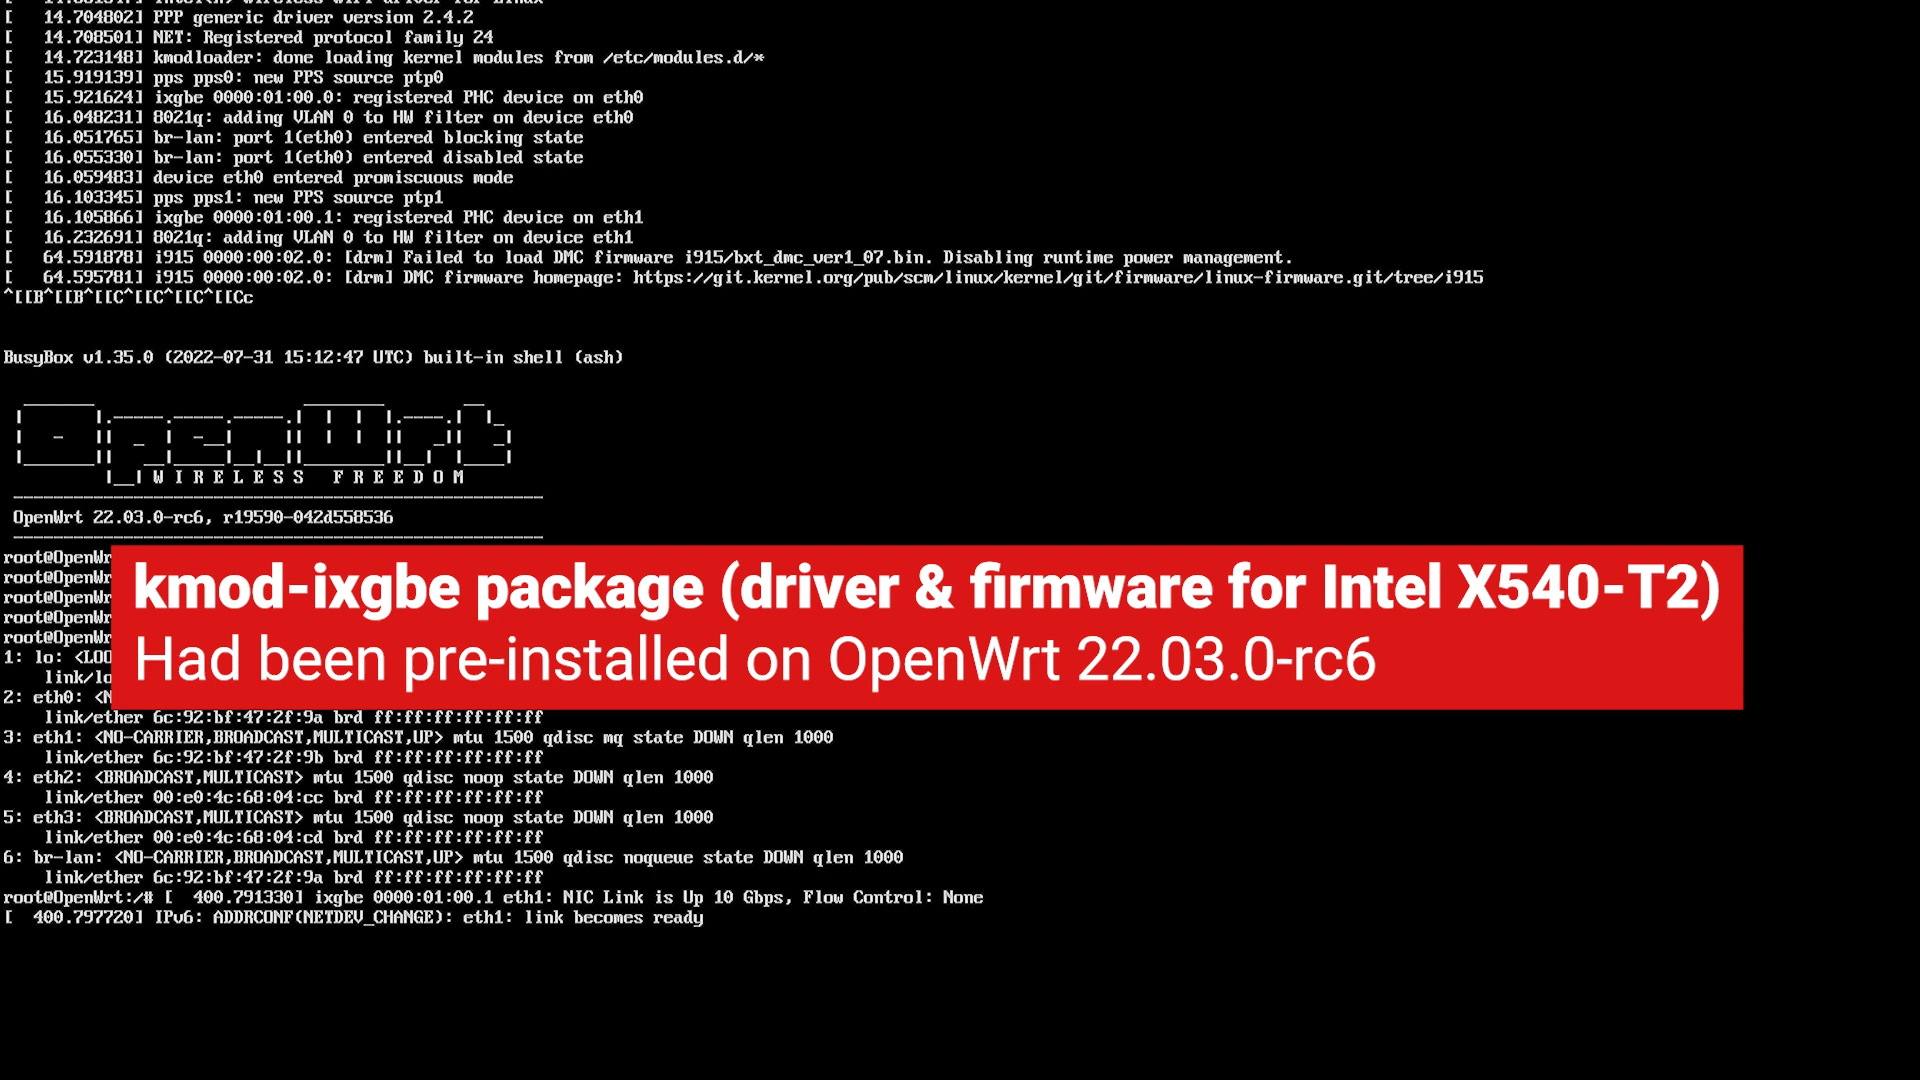 [   14.704802] PPP generic driver version 2.4.2
[   14.708501] NET: Registered protocol family 24
[   14.723148] kmodloader: done loading kernel modules from /etc/modules.d/*
[   15.919139] pps pps0: new PPS source ptp0
[   15.921624] ixgbe 0000:01:00.0: registered PHC device on eth0
[   16.048231] 8021q: adding VLAN 0 to HW filter on device eth0
[   16.051765] br-lan: port 1(eth0) entered blocking state
[   16.055330] br-lan: port 1(eth0) entered disabled state
[   16.059483] device eth0 entered promiscuous mode
[   16.103345] pps pps1: new PPS source ptp1
[   16.105866] ixgbe 0000:01:00.1: registered PHC device on eth1
[   16.232691] 8021q: adding VLAN 0 to HW filter on device eth1
[   64.591878] i915 0000:00:02.0: [drm] Failed to load DMC firmware i915/bxt_dmc_ver1_07.bin. Disabling runtime power management.
[   64.595781] i915 0000:00:02.0: [drm] DMC firmware homepage: https://git.kernel.org/pub/scm/linux/kernel/git/firmware/linux-firmware.git/tree/i915
^[[B^[[B^[[C^[[C^[[C^[[Cc
BusyBox v1.35.0 (2022-07-31 15:12:47 UTC) built-in shell (ash)
OpenWrt
W I R E L E S S   F R E E D O M
OpenWrt 22.03.0-rc6, r19590-042d558536
root@OpenWr
root@OpenWr
root@OpenWr
root@OpenWr
root@OpenWr
kmod-ixgbe package (driver & firmware for Intel X540-T2)
Had been pre-installed on OpenWrt 22.03.0-rc6
1: lo: <LOO
link/lo
2: eth0: <N
link/ether 6c:92:bf:47:2f:9a brd ff:ff:ff:ff:ff:ff
3: eth1: <NO-CARRIER,BROADCAST,MULTICAST,UP> mtu 1500 qdisc mq state DOWN qlen 1000
link/ether 6c:92:bf:47:2f:9b brd ff:ff:ff:ff:ff:ff
4: eth2: <BROADCAST,MULTICAST> mtu 1500 qdisc noop state DOWN qlen 1000
link/ether 00:e0:4c:68:04:cc brd ff:ff:ff:ff:ff:ff
5: eth3: <BROADCAST,MULTICAST> mtu 1500 qdisc noop state DOWN qlen 1000
link/ether 00:e0:4c:68:04:cd brd ff:ff:ff:ff:ff:ff
6: br-lan: <NO-CARRIER,BROADCAST,MULTICAST,UP> mtu 1500 qdisc noqueue state DOWN qlen 1000
link/ether 6c:92:bf:47:2f:9a brd ff:ff:ff:ff:ff:ff
root@OpenWrt:/# [  400.791330] ixgbe 0000:01:00.1 eth1: NIC Link is Up 10 Gbps, Flow Control: None
[  400.797720] IPv6: ADDRCONF(NETDEV_CHANGE): eth1: link becomes ready